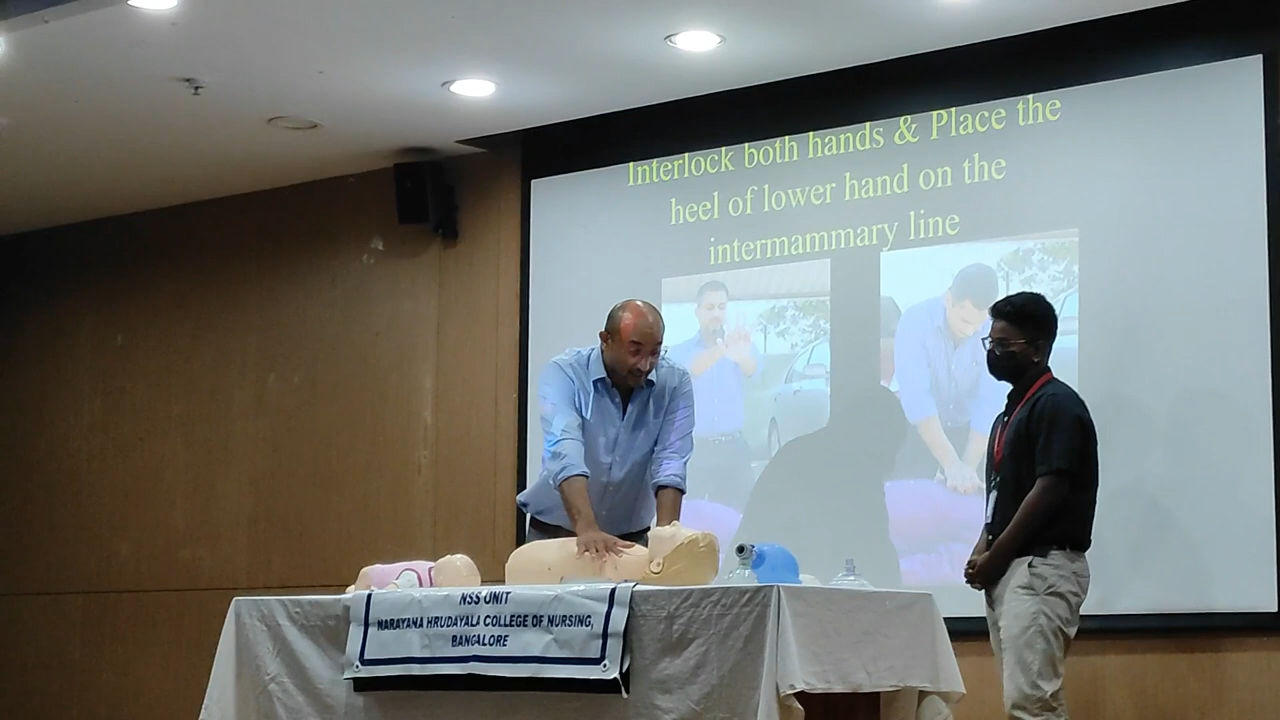 Interlock both hands & Place the
heel of lower hand on the
intermammary line
NSS UNIT
NARAYANA HRUDAYALA COLLEGE OF NURSING,
BANGALORE